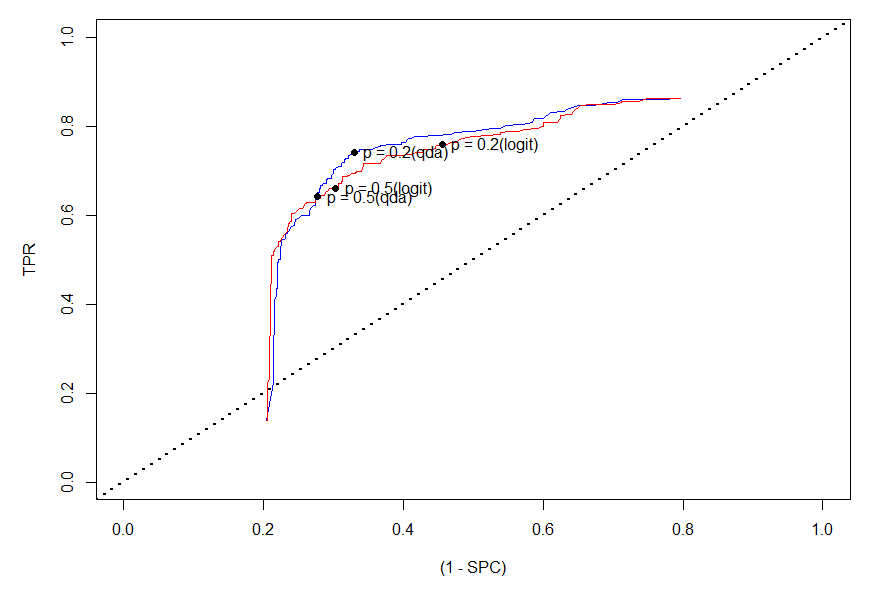 1.0
0.8
0.6
0.4
0.2
0.0
TPR
p = 0.2(qda)
p = 0.2(logit)
p = 0.5(logit)
p = 0.5(qda)
0.0 0.2 0.4 0.6 0.8 1.0
(1 - SPC)